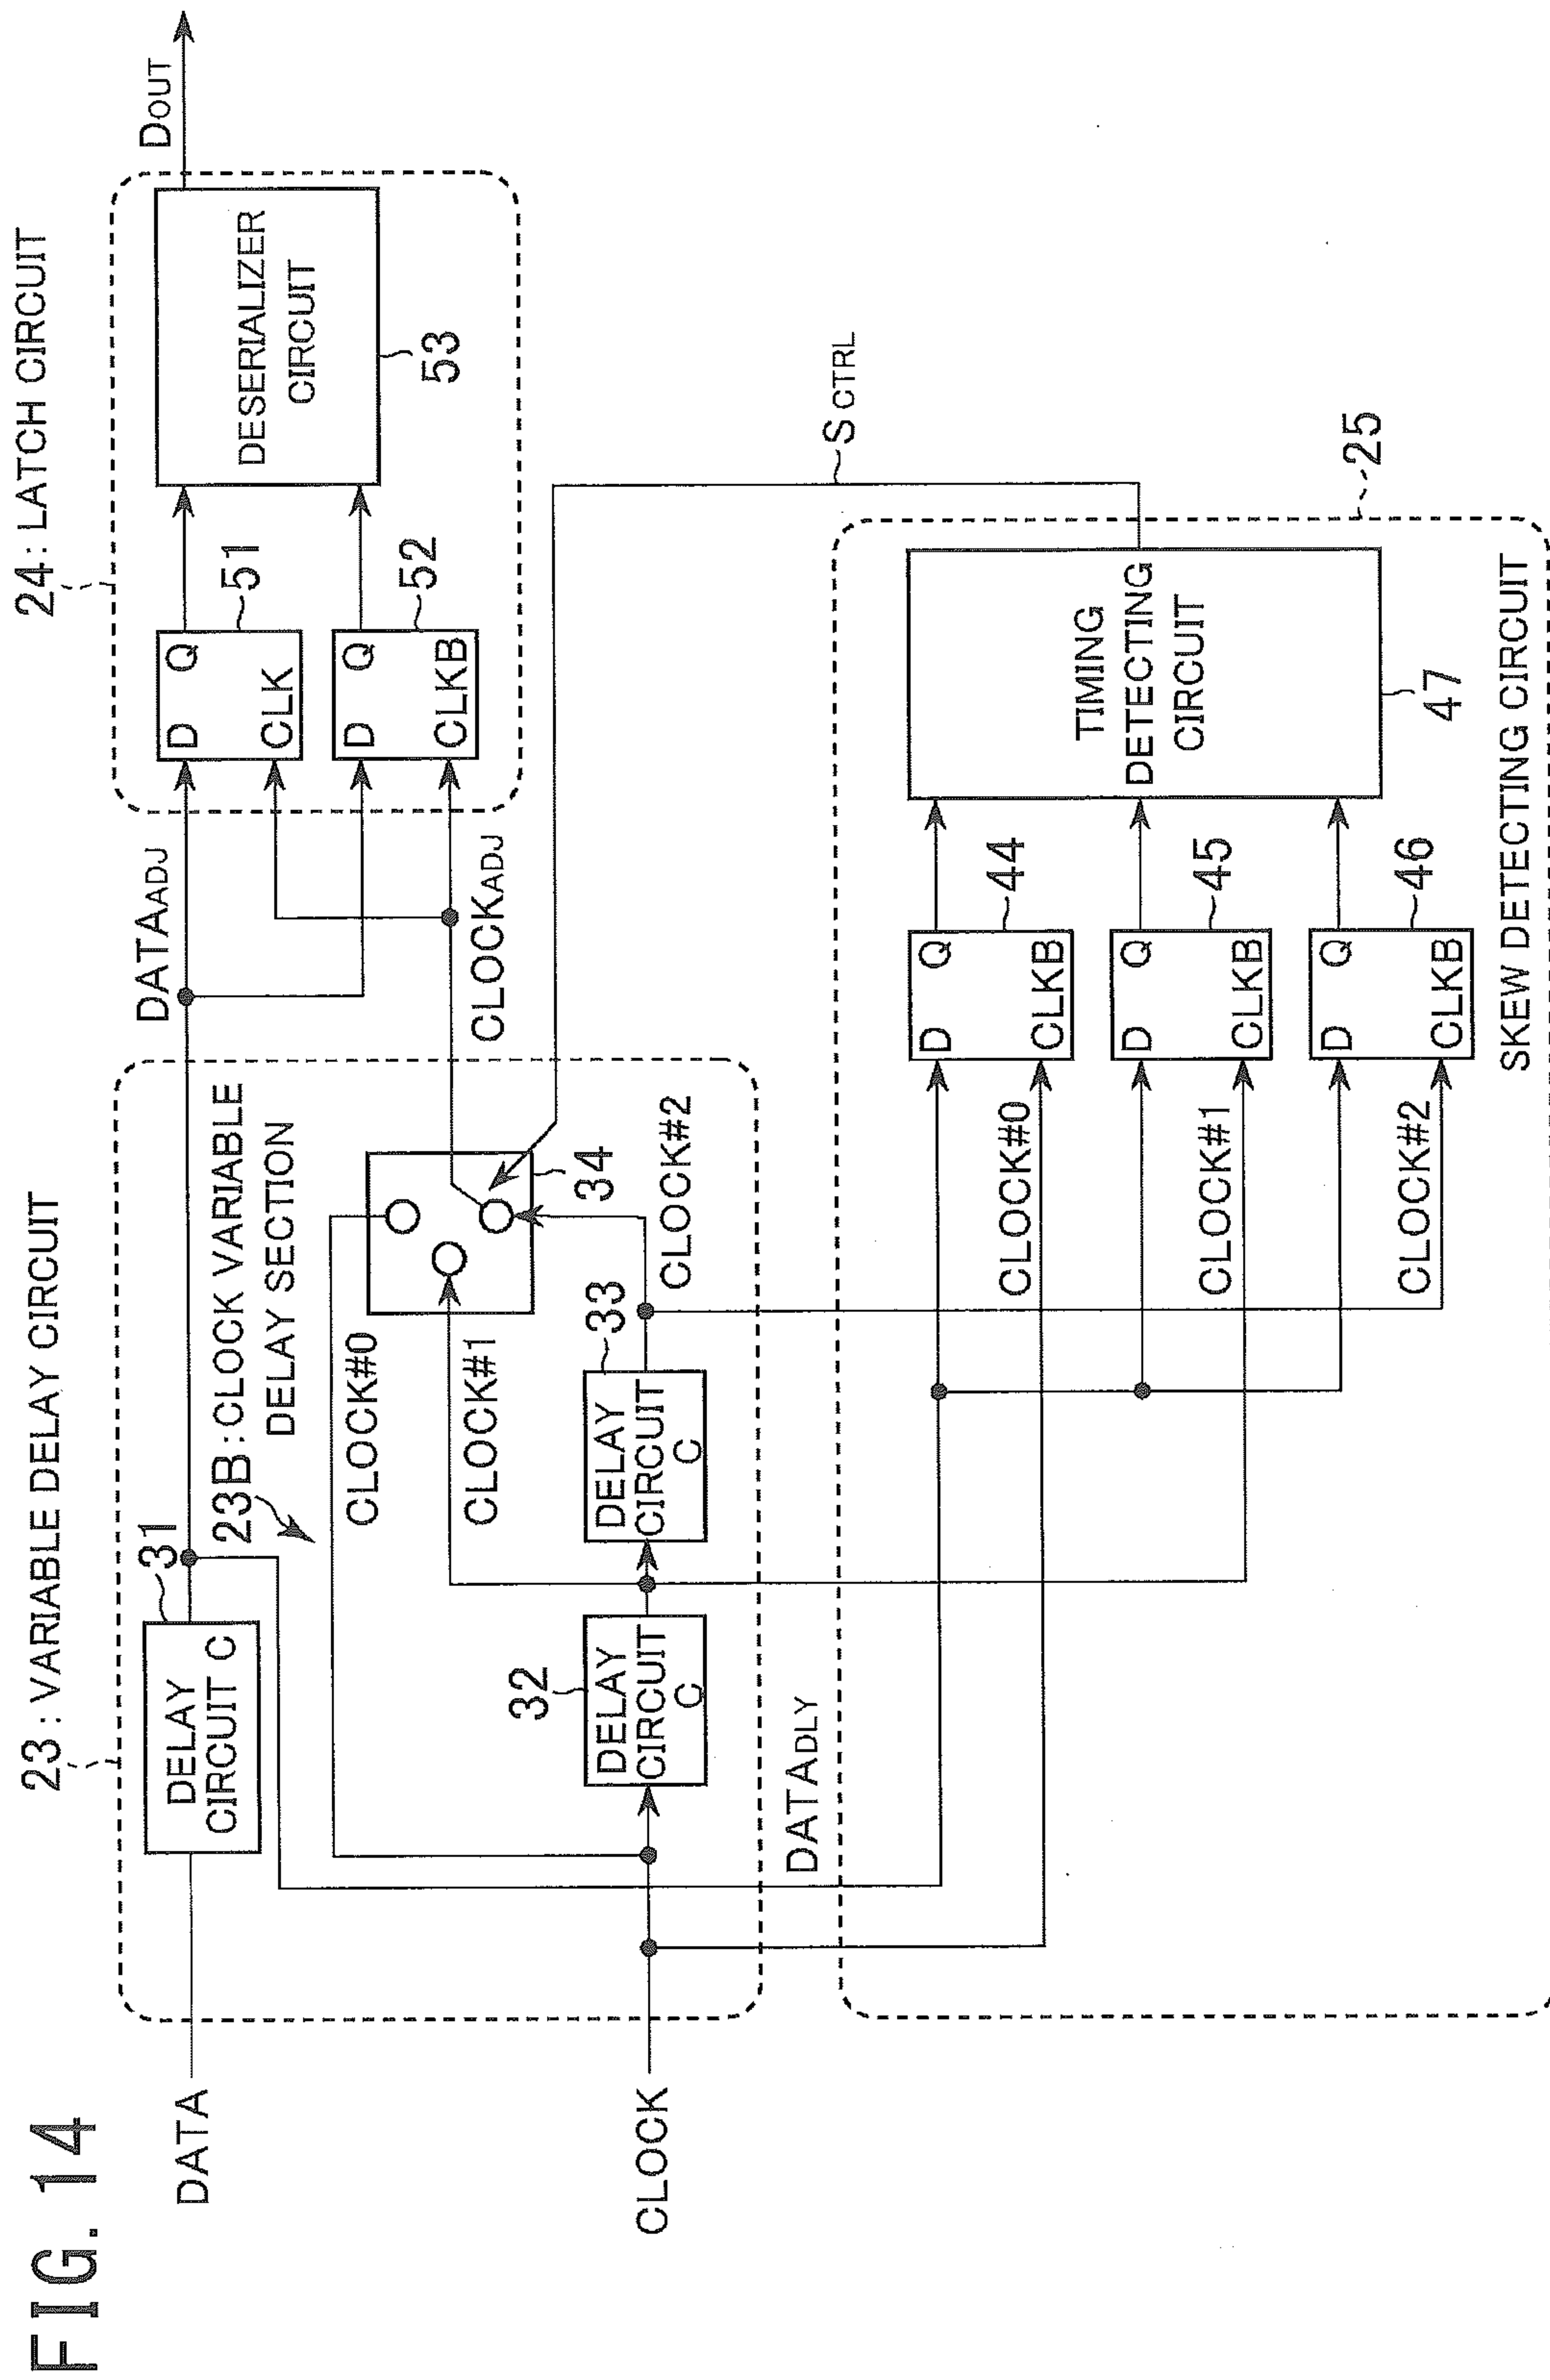 FIG. 14
23 : VARIABLE DELAY CIRCUIT
24 : LATCH CIRCUIT
DATA
DELAY
CIRCUIT C
31
23B : CLOCK VARIABLE
DELAY SECTION
CLOCK#0
CLOCK#1
34
32
DELAY
CIRCUIT
C
33
DELAY
CIRCUIT
C
CLOCK#2
CLOCK
DATAADJ
CLOCKADJ
D Q
CLK
51
D Q
CLKB
52
DESERIALIZER
CIRCUIT
53
DOUT
SCTRL
DATADLY
CLOCK#0
CLOCK#1
CLOCK#2
D Q
CLKB
44
D Q
CLKB
45
D Q
CLKB
46
TIMING
DETECTING
CIRCUIT
47
25
SKEW DETECTING CIRCUIT